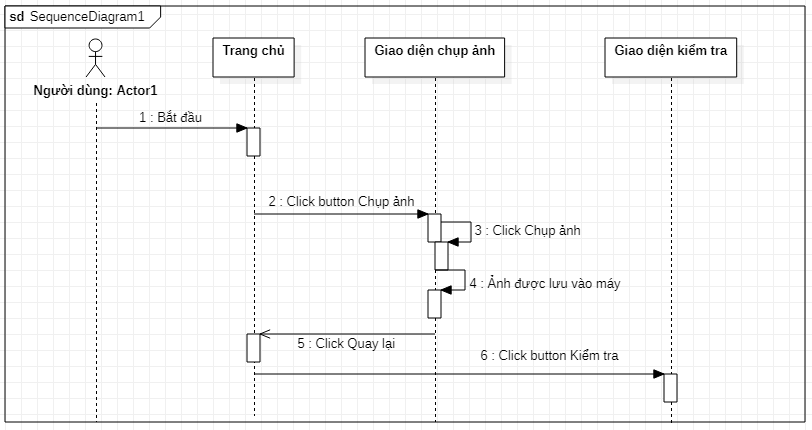 sd SequenceDiagram1
Trang chủ
Giao diện chụp ảnh
Giao diện kiểm tra
Người dùng: Actor1
1 : Bắt đầu
2 : Click button Chụp ảnh
3 : Click Chụp ảnh
4 : Ảnh được lưu vào máy
5 : Click Quay lại
6 : Click button Kiểm tra